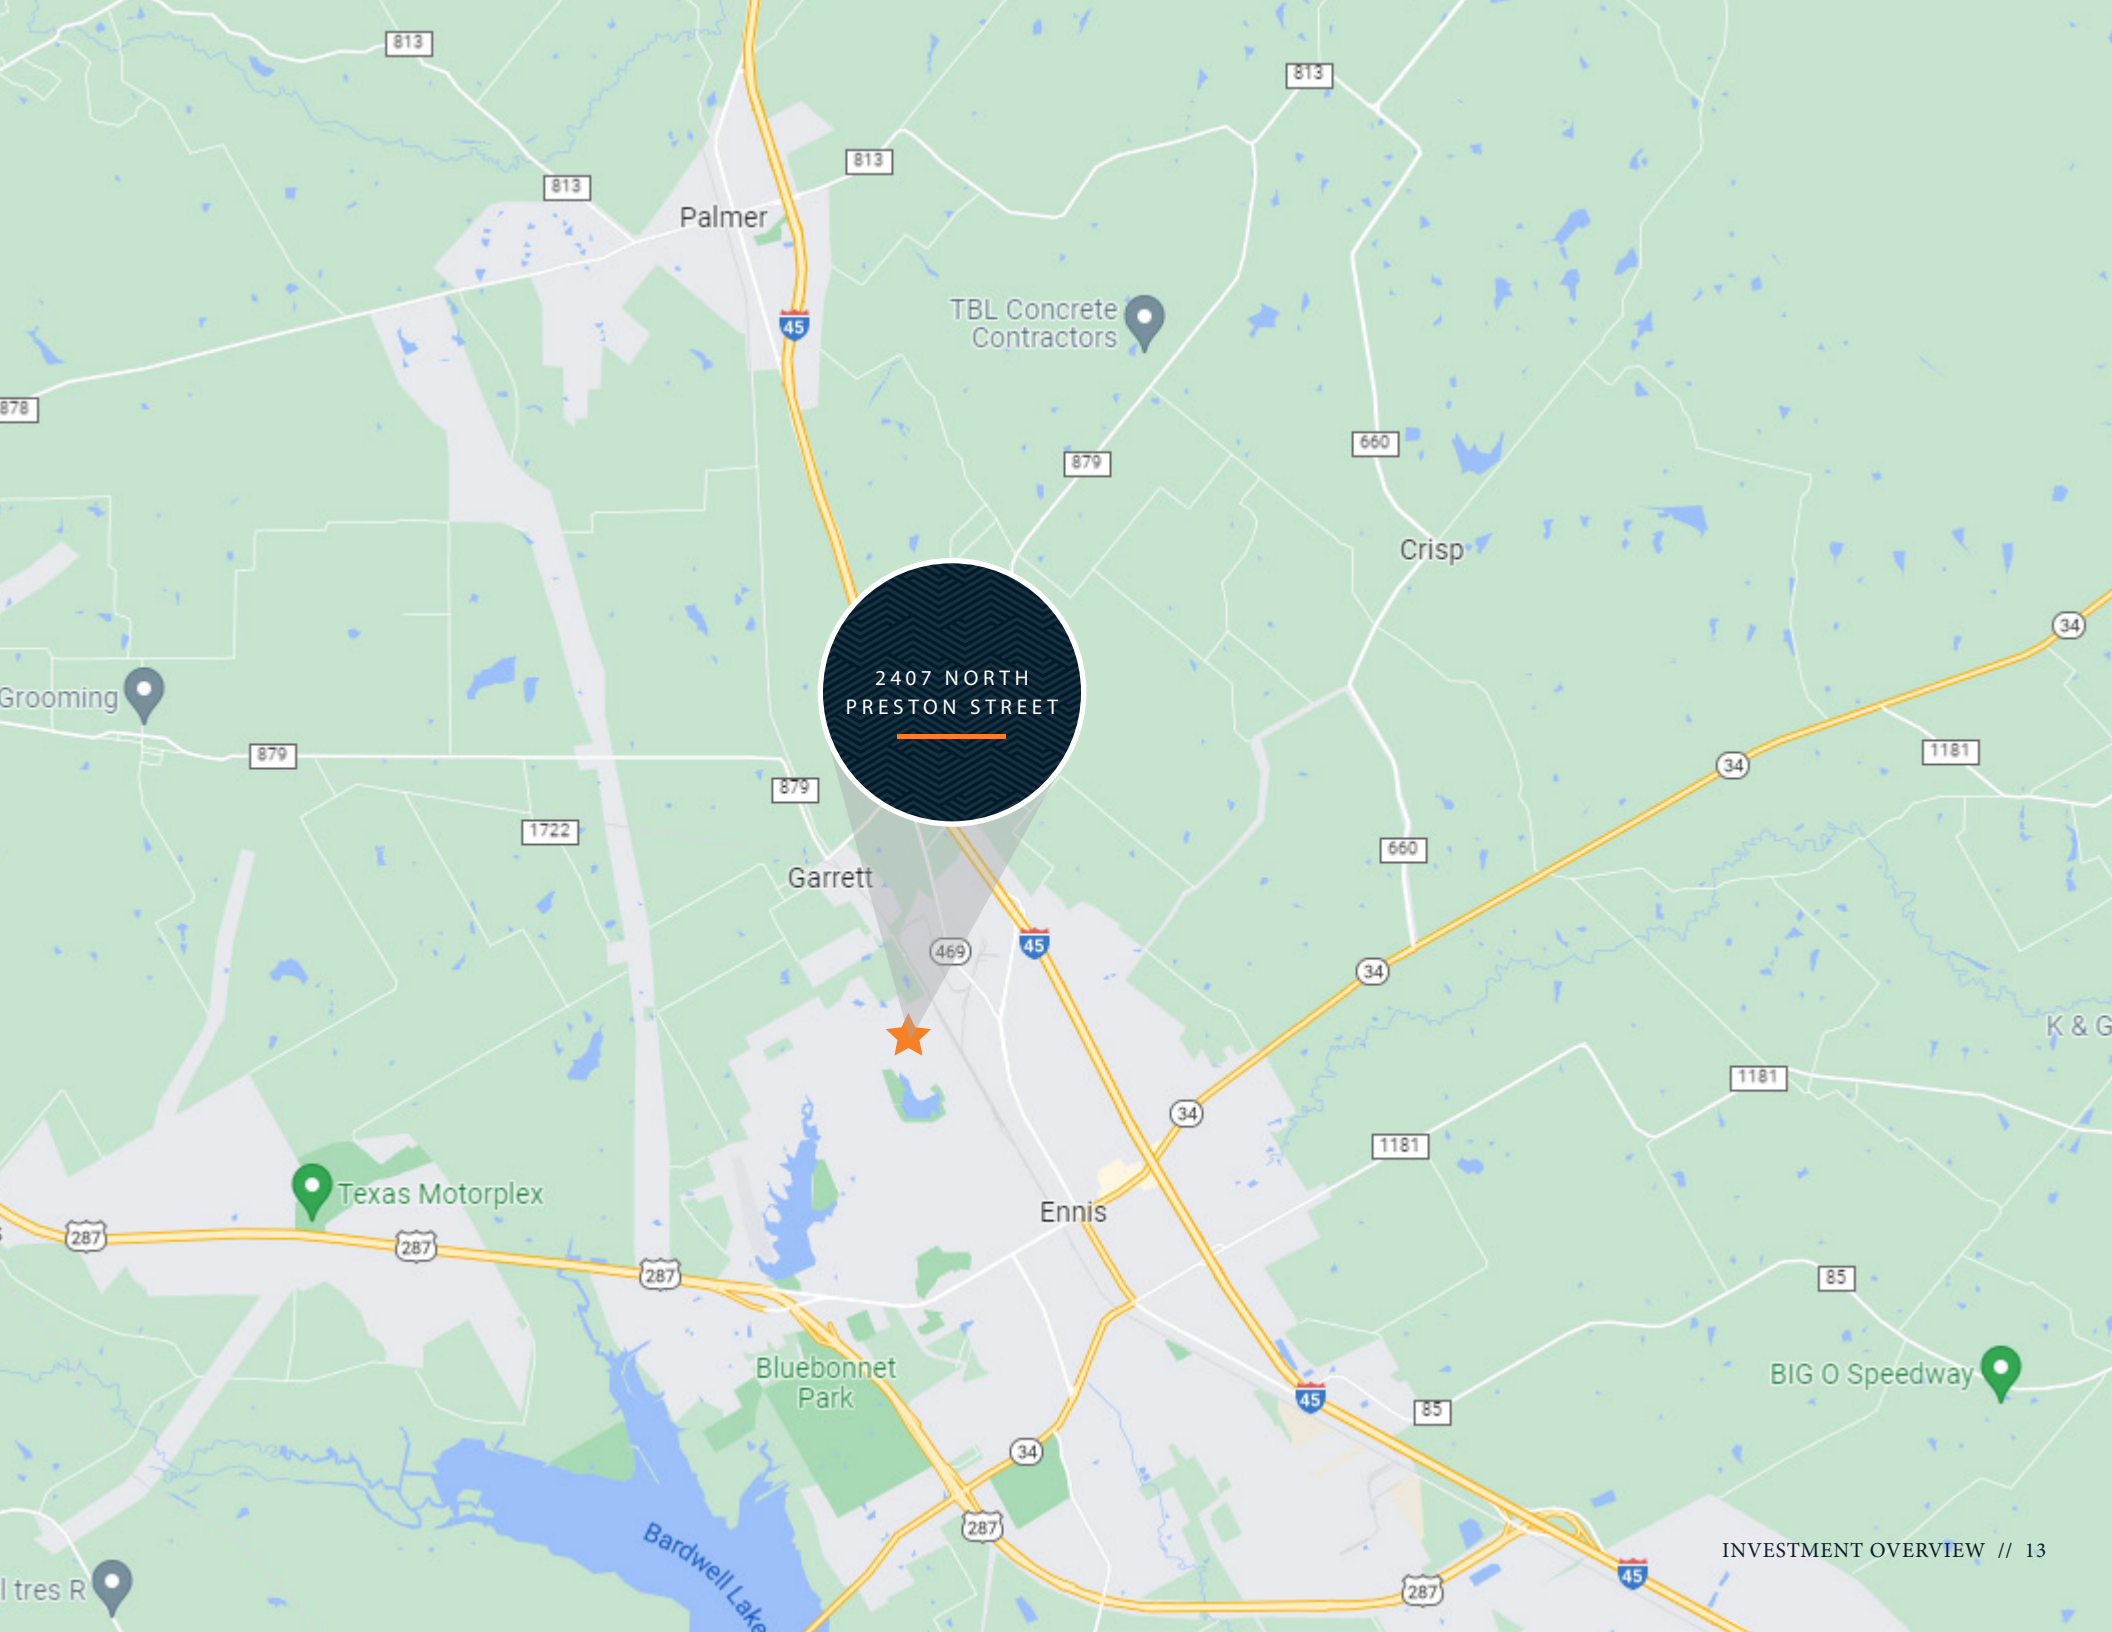 813
813
813
813
Palmer
TBL Concrete
Contractors
45
878
660
879
Crisp
34
2407 NORTH
PRESTON STREET
Grooming
879
34
1181
879
1722
660
Garrett
469
45
34
K & G
1181
34
1181
Texas Motorplex
Ennis
287
287
287
85
Bluebonnet
Park
BIG O Speedway
45
85
34
287
Bardwell Lake
INVESTMENT OVERVIEW // 13
45
l tres R
287